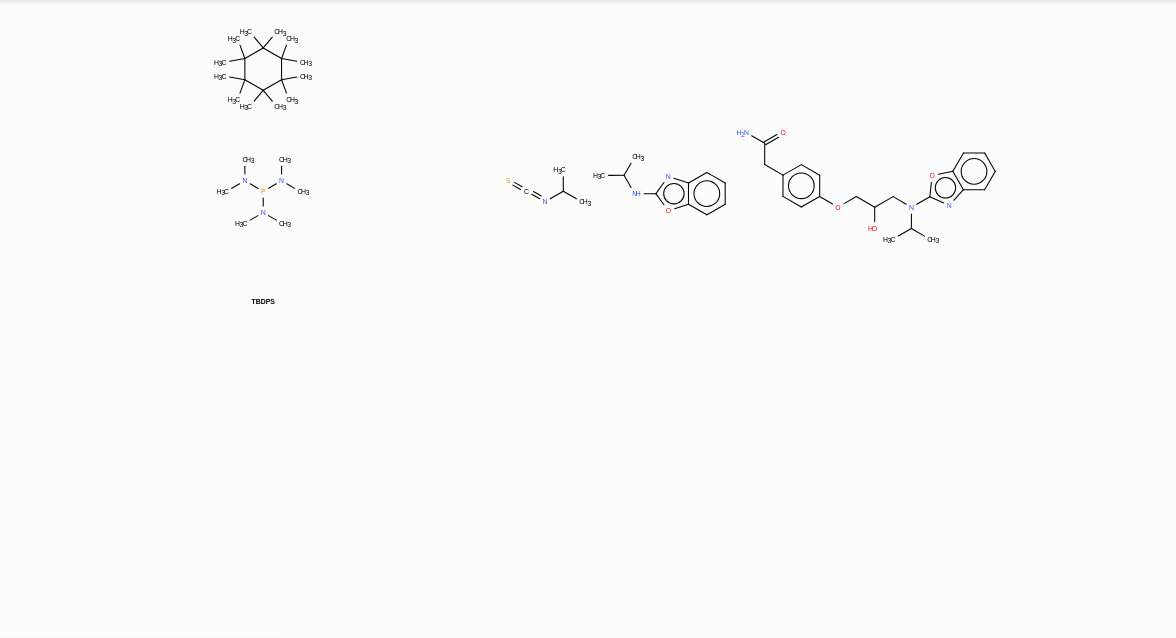 H3C CH3
H3C CH3
H3C CH3
H3C CH3
H3C CH3
H3C CH3
CH3 CH3
N N
H3C P CH3
N
H3C CH3
TBDPS
H3C
S C N CH3
CH3
H3C N
NH O
H2N O
O
HO
N
H3C CH3
O
N